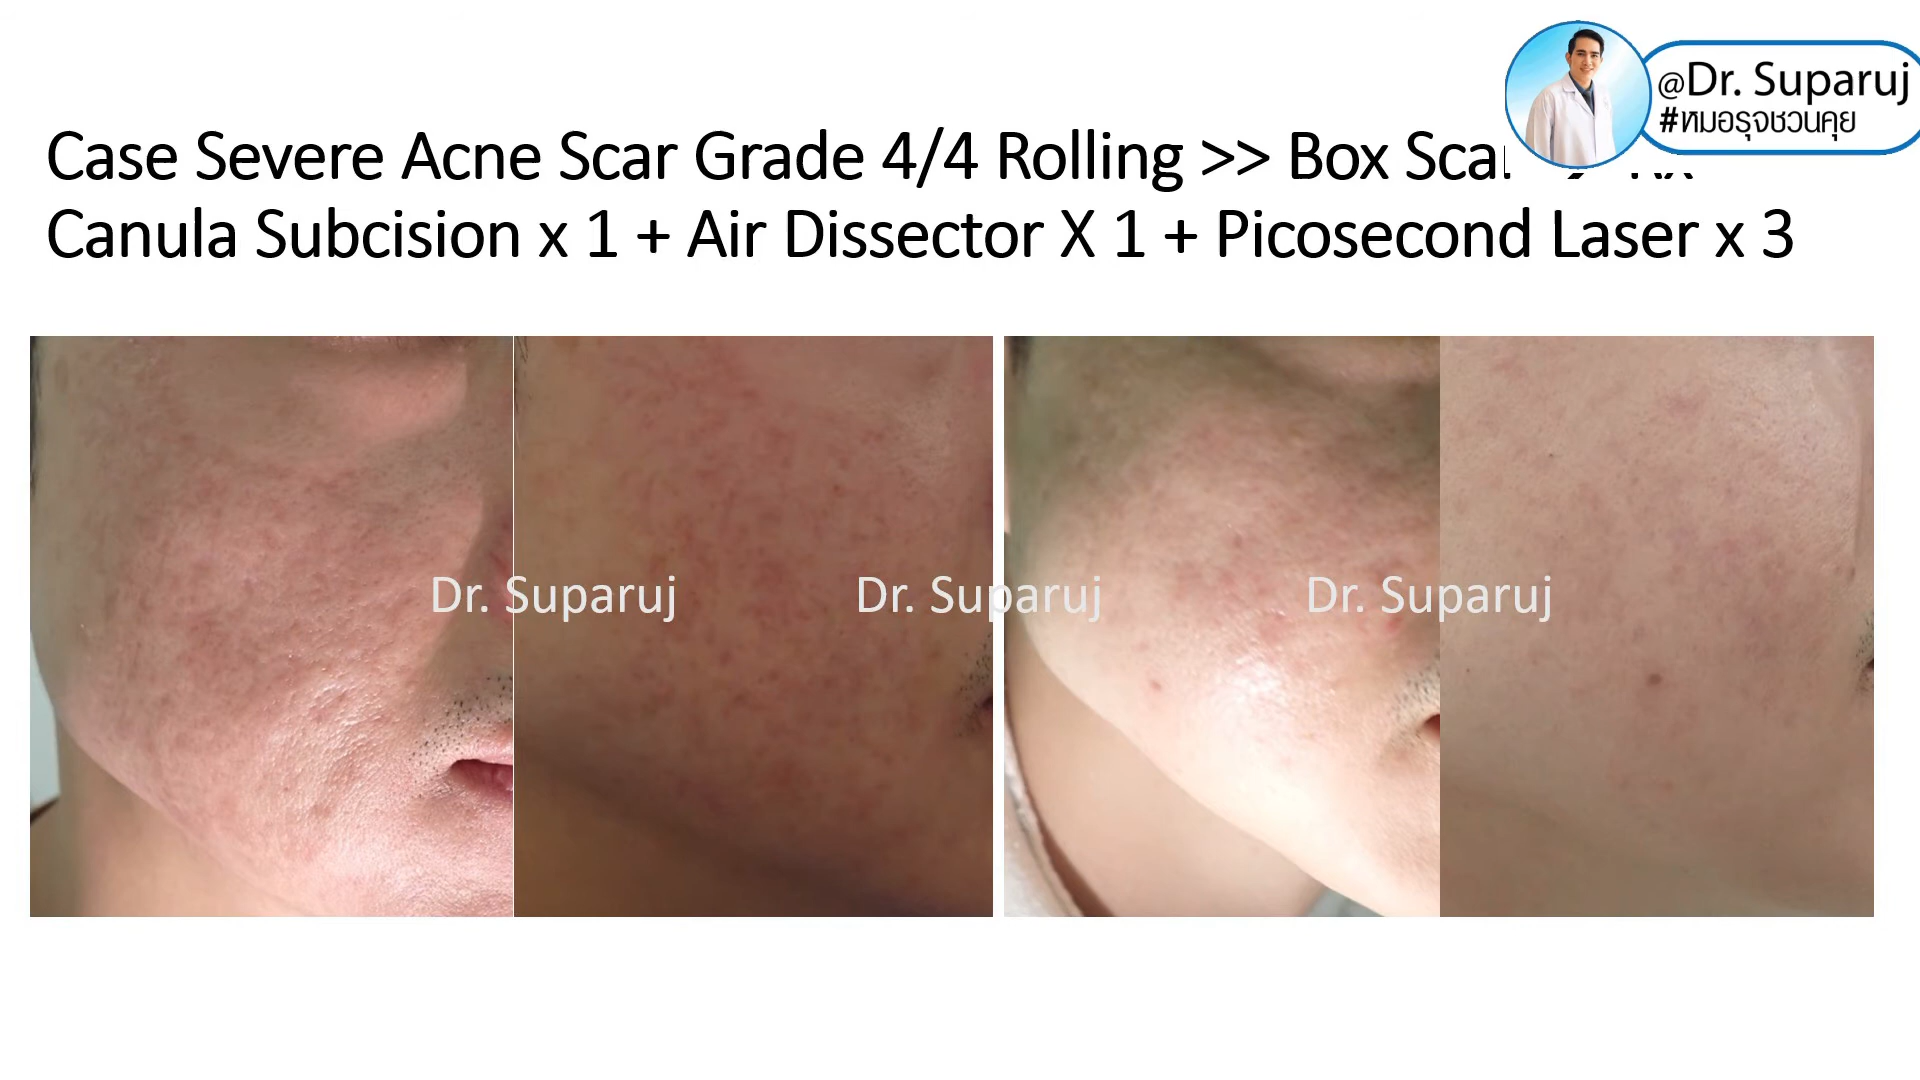 @Dr. Suparuj
#หมอรุจชวนคุย
Case Severe Acne Scar Grade 4/4 Rolling >> Box Scar
Canula Subcision x 1 + Air Dissector X 1 + Picosecond Laser x 3
Dr. Suparuj
Dr. Suparuj
Dr. Suparuj